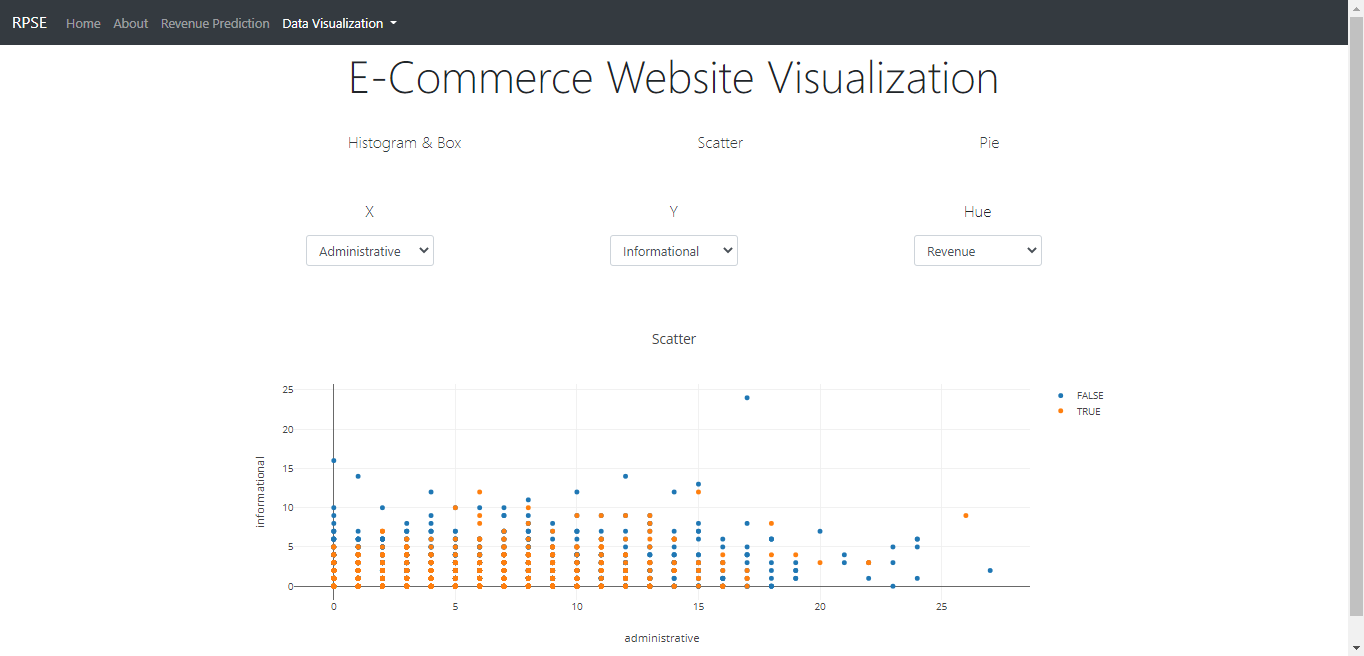 RPSE Home About Revenue Prediction Data Visualization
E-Commerce Website Visualization
Histogram & Box Scatter Pie
X Y Hue
Administrative Informational Revenue
Scatter
25
20
15
10
5
0
informational
0 5 10 15 20 25
administrative
FALSE
TRUE